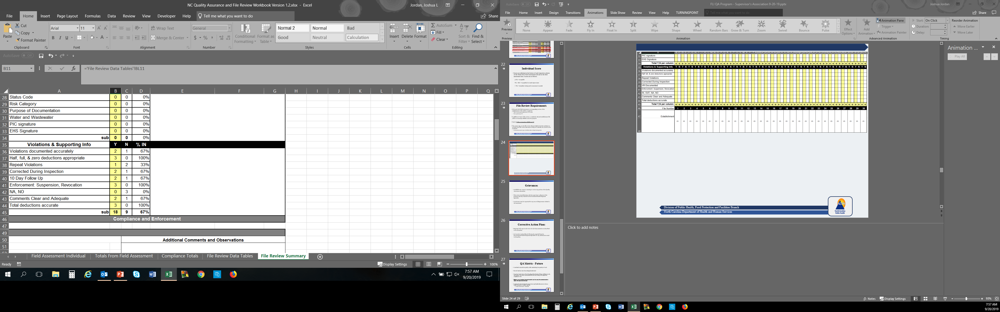 NC Quality Assurance and File Review Workbook Version 1.2.xlsx - Excel
Jordan, Joshua L
File Home Insert Page Layout Formulas Data Review View Developer Help Tell me what you want to do Share
Cut
Copy
Format Painter
Paste
Arial 11
B I U
Wrap Text
Merge & Center
General
$ % ,
Conditional Formatting
Format as Table
Normal 2 Normal Bad
Good Neutral Calculation
Insert Delete Format
AutoSum
Fill
Clear
Sort & Filter
Find & Select
Clipboard Font Alignment Number Styles Cells Editing
AutoSave Off
B11 fx ='File Review Data Tables'!BL11
A B C D E F G H I J K L M N O P Q
28 Status Code 0 0 0%
29 Risk Category 0 0 0%
30 Purpose of Documentation 0 0 0%
31 Water and Wastewater 0 0 0%
32 PIC signature 0 0 0%
33 EHS Signature 0 0 0%
34 sub 0 0 0%
35 Violations & Supporting Info Y N % IN
36 Violations documented accurately 2 1 67%
37 Half, full, & zero deductions appropriate 3 0 100%
38 Repeat Violations 1 2 33%
39 Corrected During Inspection 2 1 67%
40 10 Day Follow Up 2 1 67%
41 Enforcement: Suspension, Revocation 3 0 100%
42 NA, NO 0 3 0%
43 Comments Clear and Adequate 2 1 67%
44 Total deductions accurate 3 0 100%
45 sub 18 9 67%
46 Compliance and Enforcement
47
49
50 Additional Comments and Observations
51
Field Assessment Individual Totals From Field Assessment Compliance Totals File Review Data Tables File Review Summary
Ready Display Settings 100%
7:57 AM
9/20/2019
AutoSave Off
FLI QA Program - Supervisor's Association 9-20-19.pptx
Joshua Jordan
File Home Insert Design Transitions Animations Slide Show Review View Help TURNINGPOINT Tell me what you want to do Share
Preview
None Appear Fade Fly In Float In Split Wipe Shape Wheel Random Bars Grow & Turn Zoom Swivel Bounce Pulse
Effect Options
Add Animation
Animation Pane
Trigger
Animation Painter
Start: On Click
Duration:
Delay:
Reorder Animation
Move Earlier
Move Later
Preview Animation Advanced Animation Timing
22 Individual Score
23 File Review Requirements
24
25 Grievances
26 Corrective Action Plans
27 QA Matrix - Future
32 PIC signature
33 EHS Signature
34 Total Y,N per column:
35 Violations & Supporting Info
36 Violations documented accurately
37 Half, full, & zero deductions appropriate
38 Repeat Violations
39 Corrected During Inspection
40 VR Documented
41 Enforcement: Suspension, Revocation
42 IN, OUT, NA, NO
43 Comments Clear and Adequate
44 Total deductions accurate
45 Total Y,N per column:
46 File Number 1 2 3 4 5 6 7 8 9 10 11 12 13 14 15 16 17 18 19 20 21 22 23 24 25 26 27 28 29 30
47 Establishment
48
Division of Public Health, Food Protection and Facilities Branch
North Carolina Department of Health and Human Services
North Carolina
Public Health
Animation ...
Play All
Click to add notes
Slide 24 of 29 Notes Display Settings 93%
7:57 AM
9/20/2019